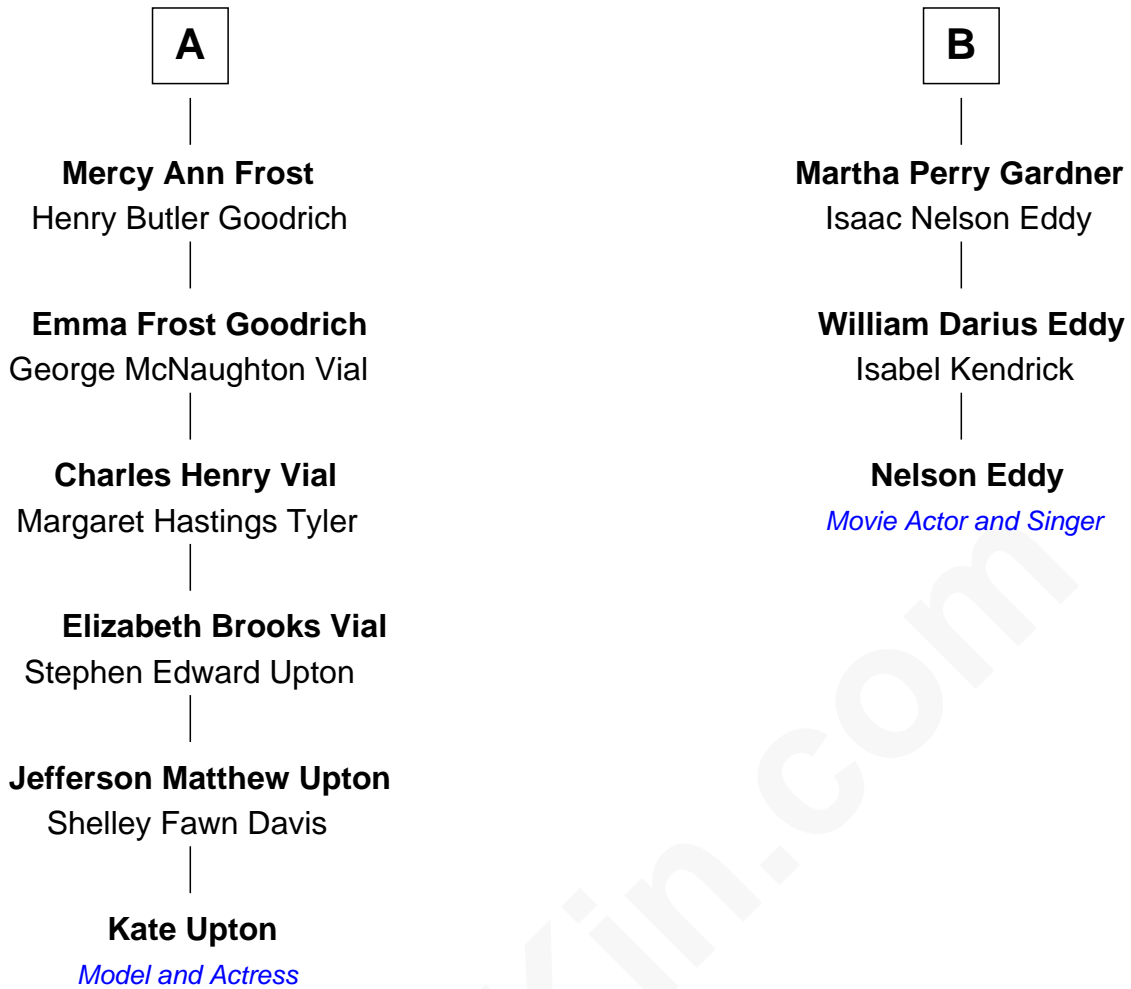 A
Mercy Ann Frost
Henry Butler Goodrich
Emma Frost Goodrich
George McNaughton Vial
Charles Henry Vial
Margaret Hastings Tyler
Elizabeth Brooks Vial
Stephen Edward Upton
Jefferson Matthew Upton
Shelley Fawn Davis
Kate Upton
Model and Actress
B
Martha Perry Gardner
Isaac Nelson Eddy
William Darius Eddy
Isabel Kendrick
Nelson Eddy
Movie Actor and Singer
Kin.com